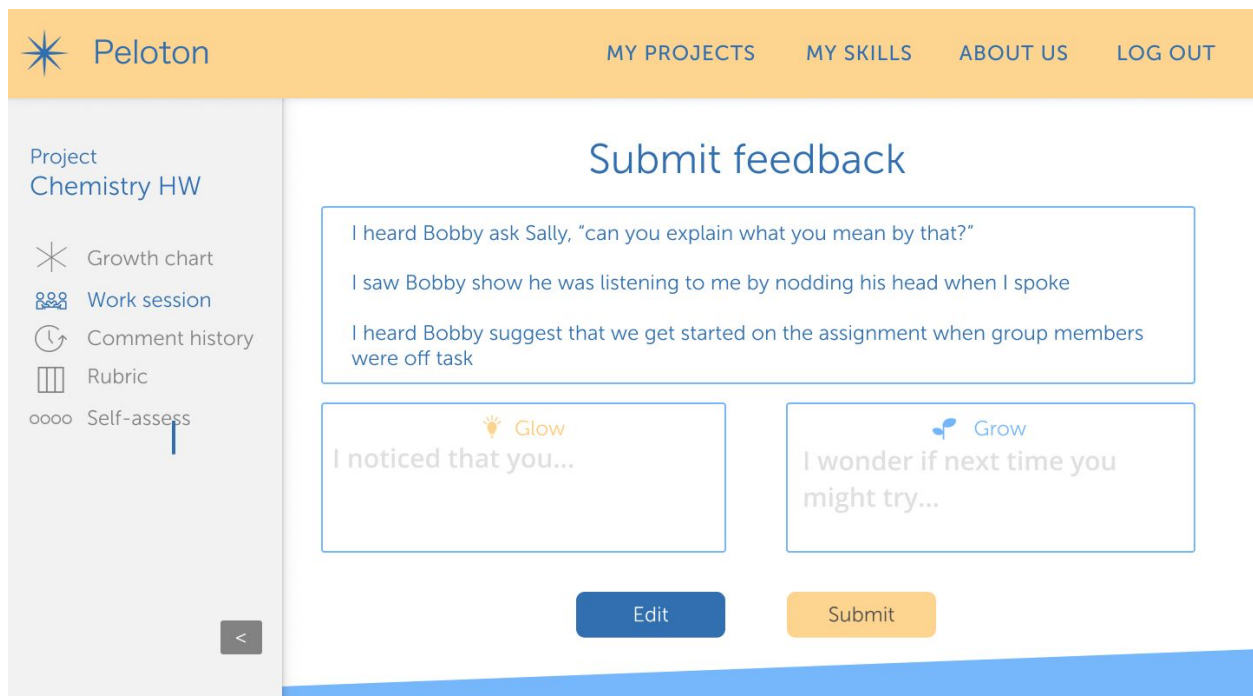 Peloton
MY PROJECTS
MY SKILLS
ABOUT US
LOG OUT
Project
Chemistry HW
Growth chart
Work session
Comment history
Rubric
Self-assess
<
Submit feedback
I heard Bobby ask Sally, “can you explain what you mean by that?”
I saw Bobby show he was listening to me by nodding his head when I spoke
I heard Bobby suggest that we get started on the assignment when group members
were off task
Glow
I noticed that you...
Grow
I wonder if next time you
might try...
Edit
Submit